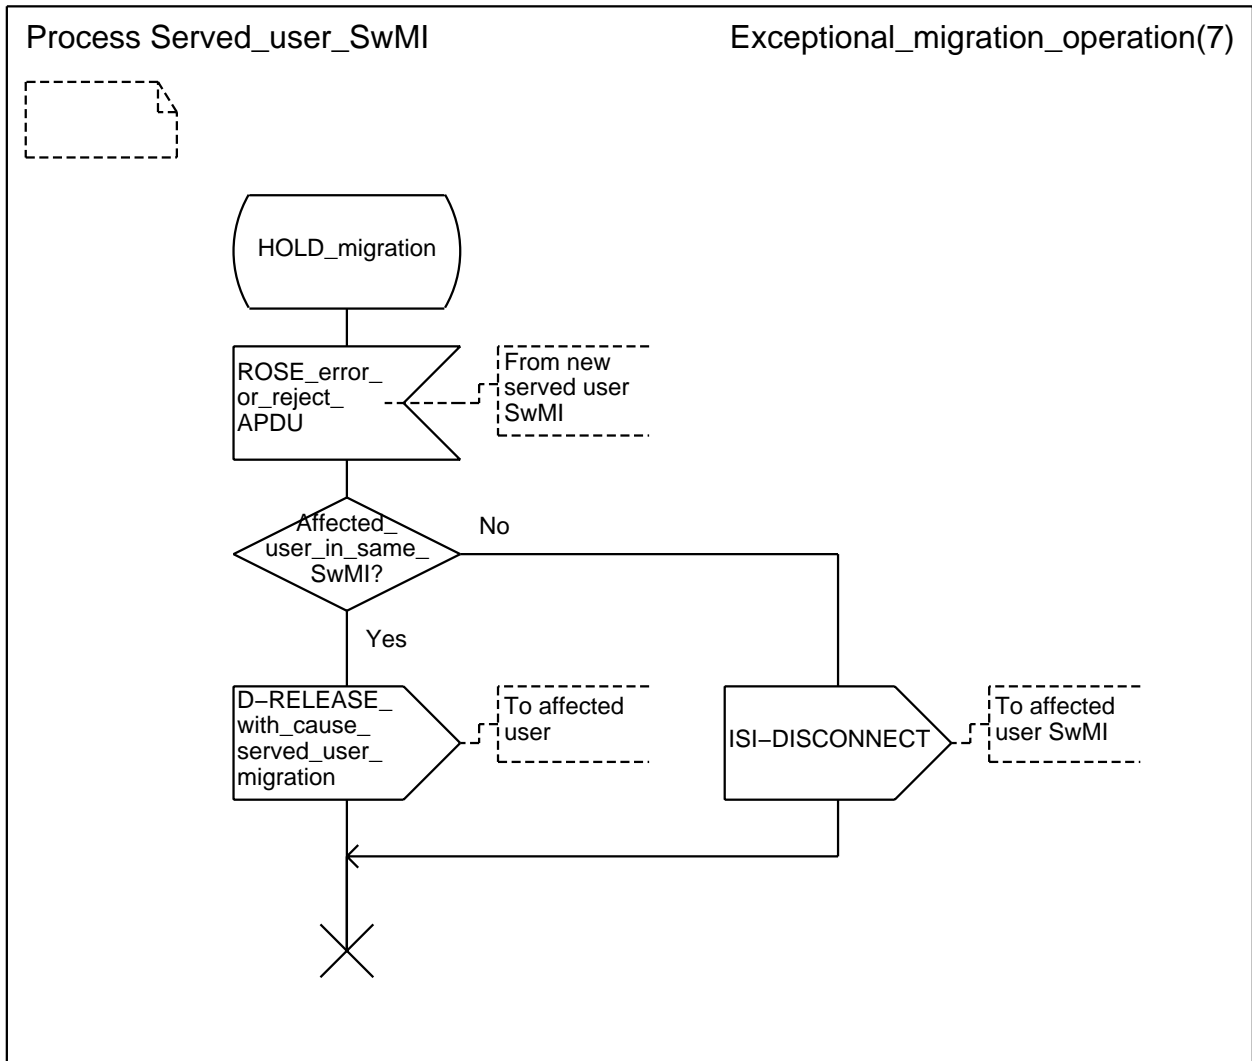 Process Served_user_SwMI
Exceptional_migration_operation(7)
HOLD_migration
ROSE_error_
or_reject_
APDU
From new
served user
SwMI
Affected_
user_in_same_
SwMI?
No
Yes
D−RELEASE_
with_cause_
served_user_
migration
To affected
user
ISI−DISCONNECT
To affected
user SwMI